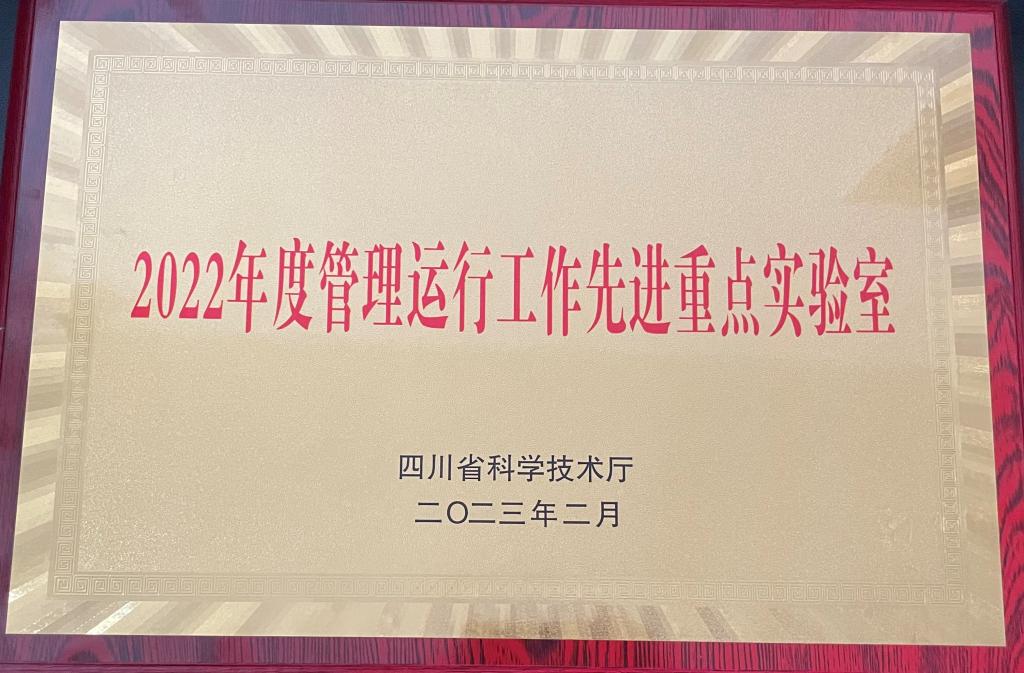 2022年度管理运行工作先进重点实验室
四川省科学技术厅
二〇二三年二月